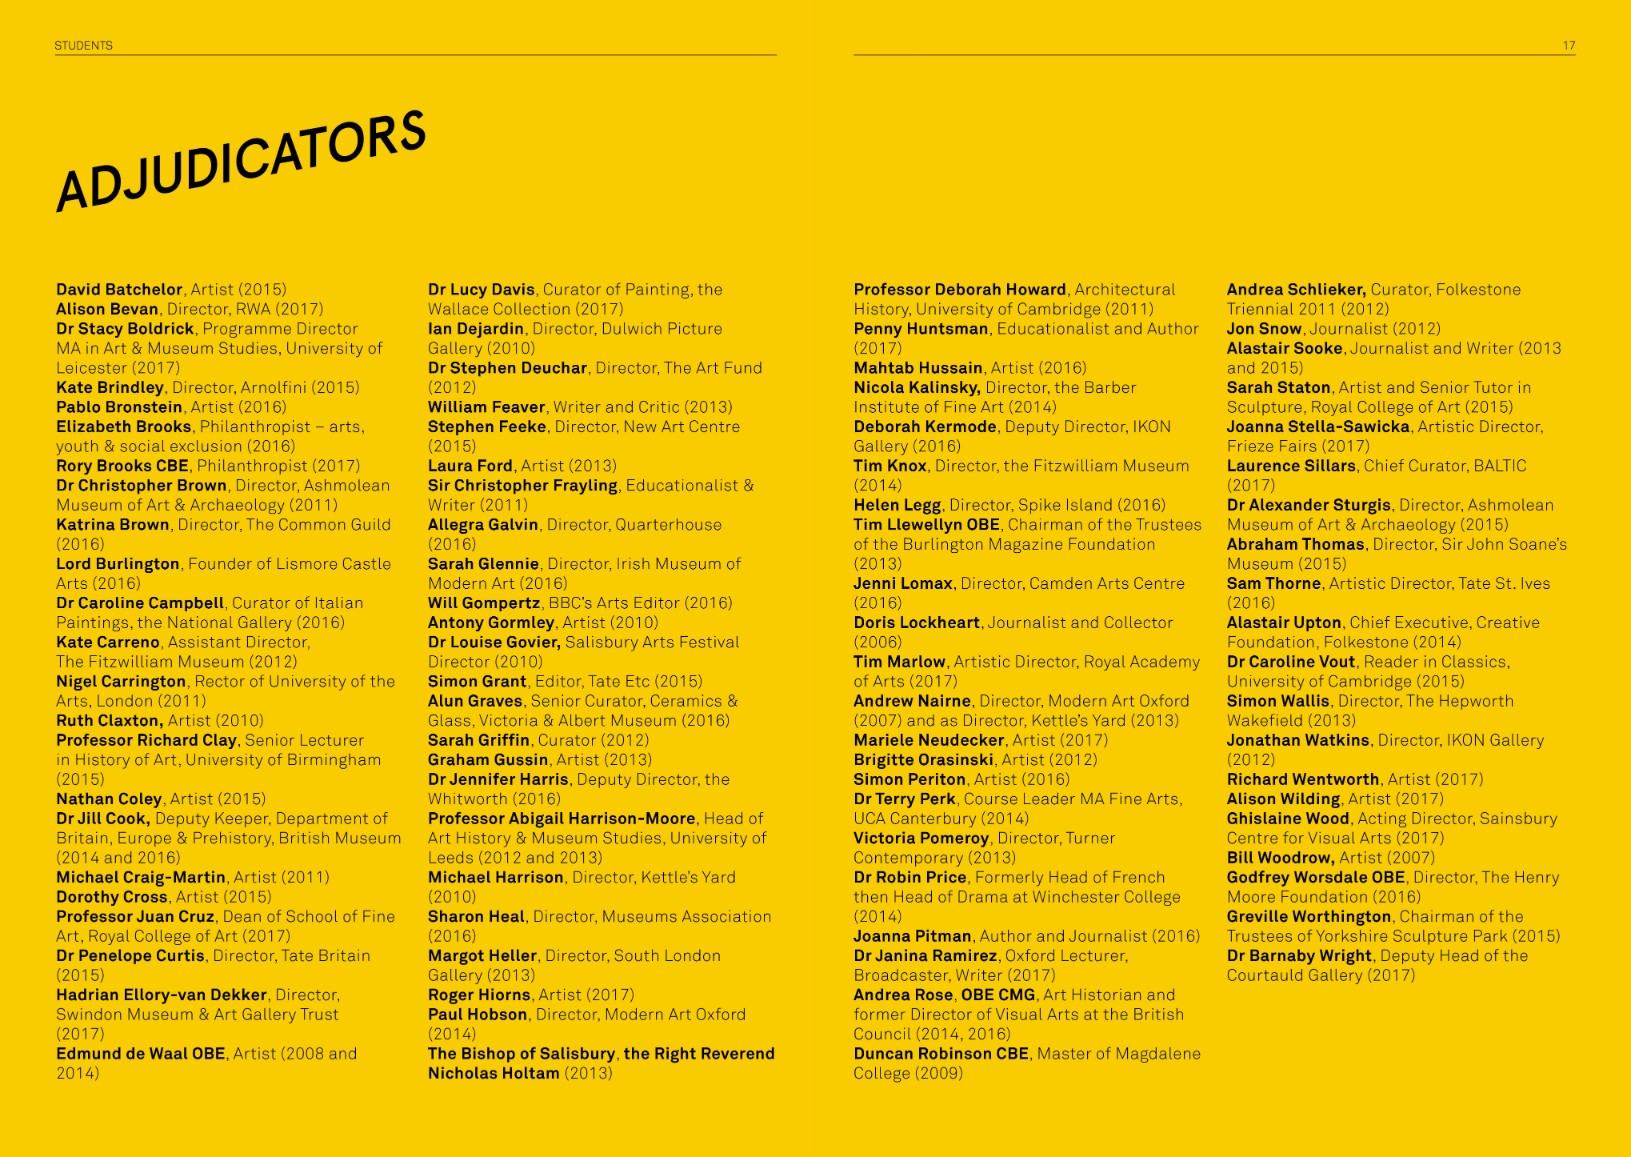 STUDENTS
17
ADJUDICATORS
David Batchelor, Artist (2015)
Alison Bevan, Director, RWA (2017)
Dr Stacy Boldrick, Programme Director
MA in Art & Museum Studies, University of
Leicester (2017)
Kate Brindley, Director, Arnolfini (2015)
Pablo Bronstein, Artist (2016)
Elizabeth Brooks, Philanthropist – arts,
youth & social exclusion (2016)
Rory Brooks CBE, Philanthropist (2017)
Dr Christopher Brown, Director, Ashmolean
Museum of Art & Archaeology (2011)
Katrina Brown, Director, The Common Guild
(2016)
Lord Burlington, Founder of Lismore Castle
Arts (2016)
Dr Caroline Campbell, Curator of Italian
Paintings, the National Gallery (2016)
Kate Carreno, Assistant Director,
The Fitzwilliam Museum (2012)
Nigel Carrington, Rector of University of the
Arts, London (2011)
Ruth Claxton, Artist (2010)
Professor Richard Clay, Senior Lecturer
in History of Art, University of Birmingham
(2015)
Nathan Coley, Artist (2015)
Dr Jill Cook, Deputy Keeper, Department of
Britain, Europe & Prehistory, British Museum
(2014 and 2016)
Michael Craig-Martin, Artist (2011)
Dorothy Cross, Artist (2015)
Professor Juan Cruz, Dean of School of Fine
Art, Royal College of Art (2017)
Dr Penelope Curtis, Director, Tate Britain
(2015)
Hadrian Ellory-van Dekker, Director,
Swindon Museum & Art Gallery Trust
(2017)
Edmund de Waal OBE, Artist (2008 and
2014)
Dr Lucy Davis, Curator of Painting, the
Wallace Collection (2017)
Ian Dejardin, Director, Dulwich Picture
Gallery (2010)
Dr Stephen Deuchar, Director, The Art Fund
(2012)
William Feaver, Writer and Critic (2013)
Stephen Feeke, Director, New Art Centre
(2015)
Laura Ford, Artist (2013)
Sir Christopher Frayling, Educationalist &
Writer (2011)
Allegra Galvin, Director, Quarterhouse
(2016)
Sarah Glennie, Director, Irish Museum of
Modern Art (2016)
Will Gompertz, BBC's Arts Editor (2016)
Antony Gormley, Artist (2010)
Dr Louise Govier, Salisbury Arts Festival
Director (2010)
Simon Grant, Editor, Tate Etc (2015)
Alun Graves, Senior Curator, Ceramics &
Glass, Victoria & Albert Museum (2016)
Sarah Griffin, Curator (2012)
Graham Gussin, Artist (2013)
Dr Jennifer Harris, Deputy Director, the
Whitworth (2016)
Professor Abigail Harrison-Moore, Head of
Art History & Museum Studies, University of
Leeds (2012 and 2013)
Michael Harrison, Director, Kettle's Yard
(2010)
Sharon Heal, Director, Museums Association
(2016)
Margot Heller, Director, South London
Gallery (2013)
Roger Hiorns, Artist (2017)
Paul Hobson, Director, Modern Art Oxford
(2014)
The Bishop of Salisbury, the Right Reverend
Nicholas Holtam (2013)
Professor Deborah Howard, Architectural
History, University of Cambridge (2011)
Penny Huntsman, Educationalist and Author
(2017)
Mahtab Hussain, Artist (2016)
Nicola Kalinsky, Director, the Barber
Institute of Fine Art (2014)
Deborah Kermode, Deputy Director, IKON
Gallery (2016)
Tim Knox, Director, the Fitzwilliam Museum
(2014)
Helen Legg, Director, Spike Island (2016)
Tim Llewellyn OBE, Chairman of the Trustees
of the Burlington Magazine Foundation
(2013)
Jenni Lomax, Director, Camden Arts Centre
(2016)
Doris Lockheart, Journalist and Collector
(2006)
Tim Marlow, Artistic Director, Royal Academy
of Arts (2017)
Andrew Nairne, Director, Modern Art Oxford
(2007) and as Director, Kettle's Yard (2013)
Mariele Neudecker, Artist (2017)
Brigitte Orasinski, Artist (2012)
Simon Periton, Artist (2016)
Dr Terry Perk, Course Leader MA Fine Arts,
UCA Canterbury (2014)
Victoria Pomeroy, Director, Turner
Contemporary (2013)
Dr Robin Price, Formerly Head of French
then Head of Drama at Winchester College
(2014)
Joanna Pitman, Author and Journalist (2016)
Dr Janina Ramirez, Oxford Lecturer,
Broadcaster, Writer (2017)
Andrea Rose, OBE CMG, Art Historian and
former Director of Visual Arts at the British
Council (2014, 2016)
Duncan Robinson CBE, Master of Magdalene
College (2009)
Andrea Schlieker, Curator, Folkestone
Triennial 2011 (2012)
Jon Snow, Journalist (2012)
Alastair Sooke, Journalist and Writer (2013
and 2015)
Sarah Staton, Artist and Senior Tutor in
Sculpture, Royal College of Art (2015)
Joanna Stella-Sawicka, Artistic Director,
Frieze Fairs (2017)
Laurence Sillars, Chief Curator, BALTIC
(2017)
Dr Alexander Sturgis, Director, Ashmolean
Museum of Art & Archaeology (2015)
Abraham Thomas, Director, Sir John Soane's
Museum (2015)
Sam Thorne, Artistic Director, Tate St. Ives
(2016)
Alastair Upton, Chief Executive, Creative
Foundation, Folkestone (2014)
Dr Caroline Vout, Reader in Classics,
University of Cambridge (2015)
Simon Wallis, Director, The Hepworth
Wakefield (2013)
Jonathan Watkins, Director, IKON Gallery
(2012)
Richard Wentworth, Artist (2017)
Alison Wilding, Artist (2017)
Ghislaine Wood, Acting Director, Sainsbury
Centre for Visual Arts (2017)
Bill Woodrow, Artist (2007)
Godfrey Worsdale OBE, Director, The Henry
Moore Foundation (2016)
Greville Worthington, Chairman of the
Trustees of Yorkshire Sculpture Park (2015)
Dr Barnaby Wright, Deputy Head of the
Courtauld Gallery (2017)